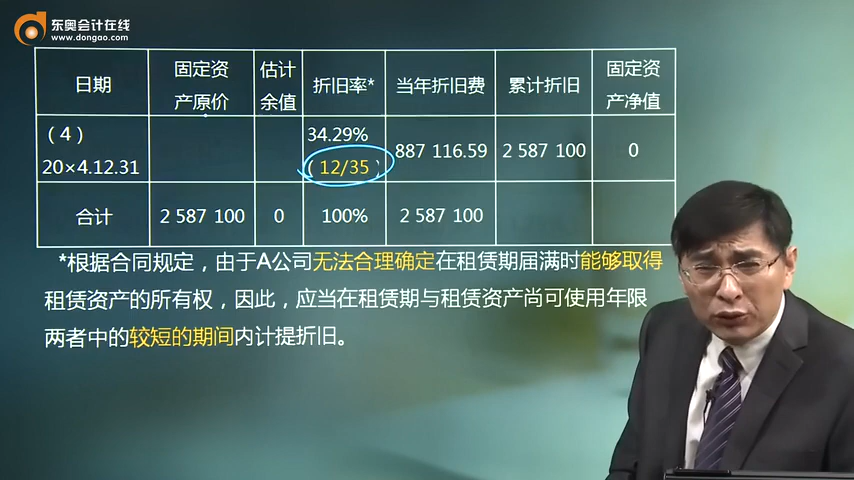 东奥会计在线
www.dongao.com
日期 固定资产原价 估计余值 折旧率* 当年折旧费 累计折旧 固定资产净值
（4）20×4.12.31 34.29%（12/35） 887 116.59 2 587 100 0
合计 2 587 100 0 100% 2 587 100
*根据合同规定，由于A公司无法合理确定在租赁期届满时能够取得
租赁资产的所有权，因此，应当在租赁期与租赁资产尚可使用年限
两者中的较短的期间内计提折旧。